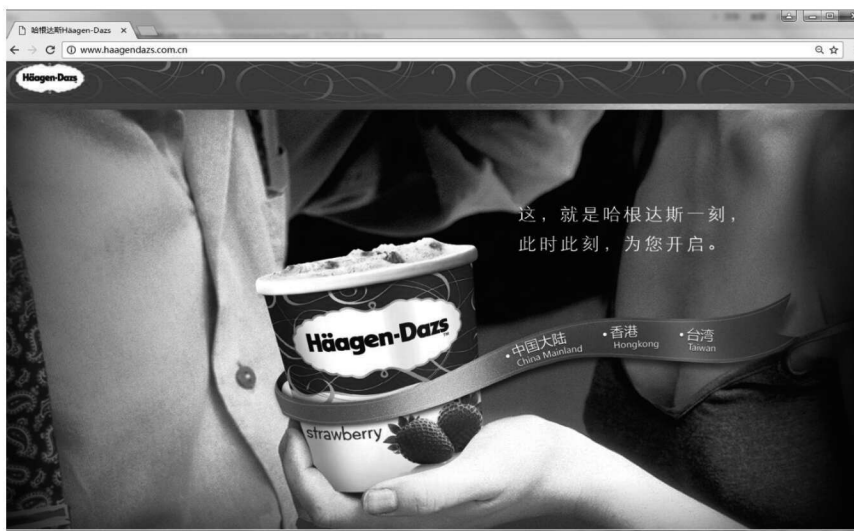 哈根达斯Häagen-Dazs
www.haagendazs.com.cn
Häagen-Dazs
这，就是哈根达斯一刻，
此时此刻，为您开启。
Häagen-Dazs
TM
•中国大陆
China Mainland
•香港
Hongkong
•台湾
Taiwan
strawberry